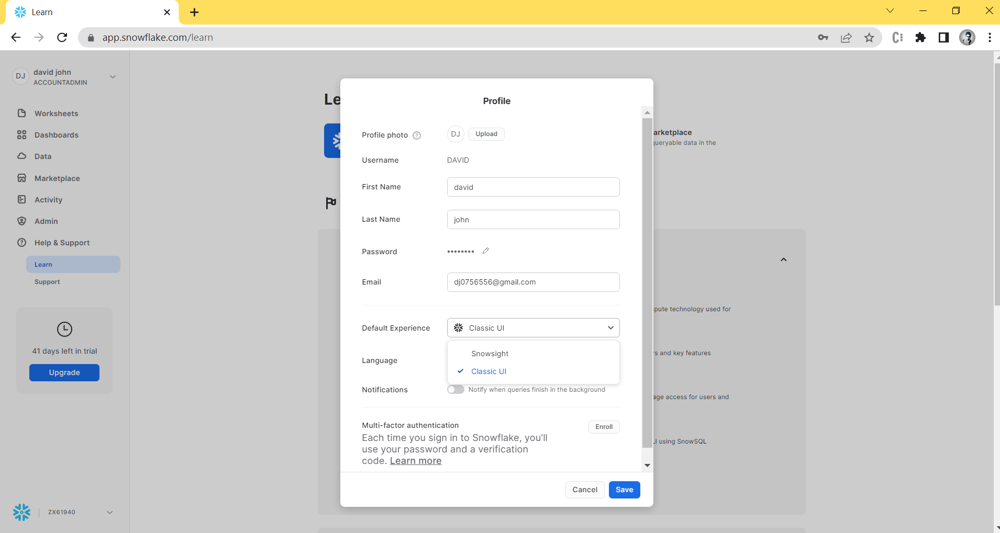 Learn
app.snowflake.com/learn
DJ
david john
ACCOUNTADMIN
Worksheets
Dashboards
Data
Marketplace
Activity
Admin
Help & Support
Learn
Support
41 days left in trial
Upgrade
ZX61940
Le
arketplace
queryable data in the
pute technology used for
rs and key features
age access for users and
LI using SnowSQL
Profile
Profile photo ? DJ Upload
Username DAVID
First Name david
Last Name john
Password ••••••••
Email dj0756556@gmail.com
Default Experience Classic UI
Snowsight
Language
Classic UI
Notifications Notify when queries finish in the background
Multi-factor authentication Enroll
Each time you sign in to Snowflake, you’ll
use your password and a verification
code. Learn more
Cancel Save